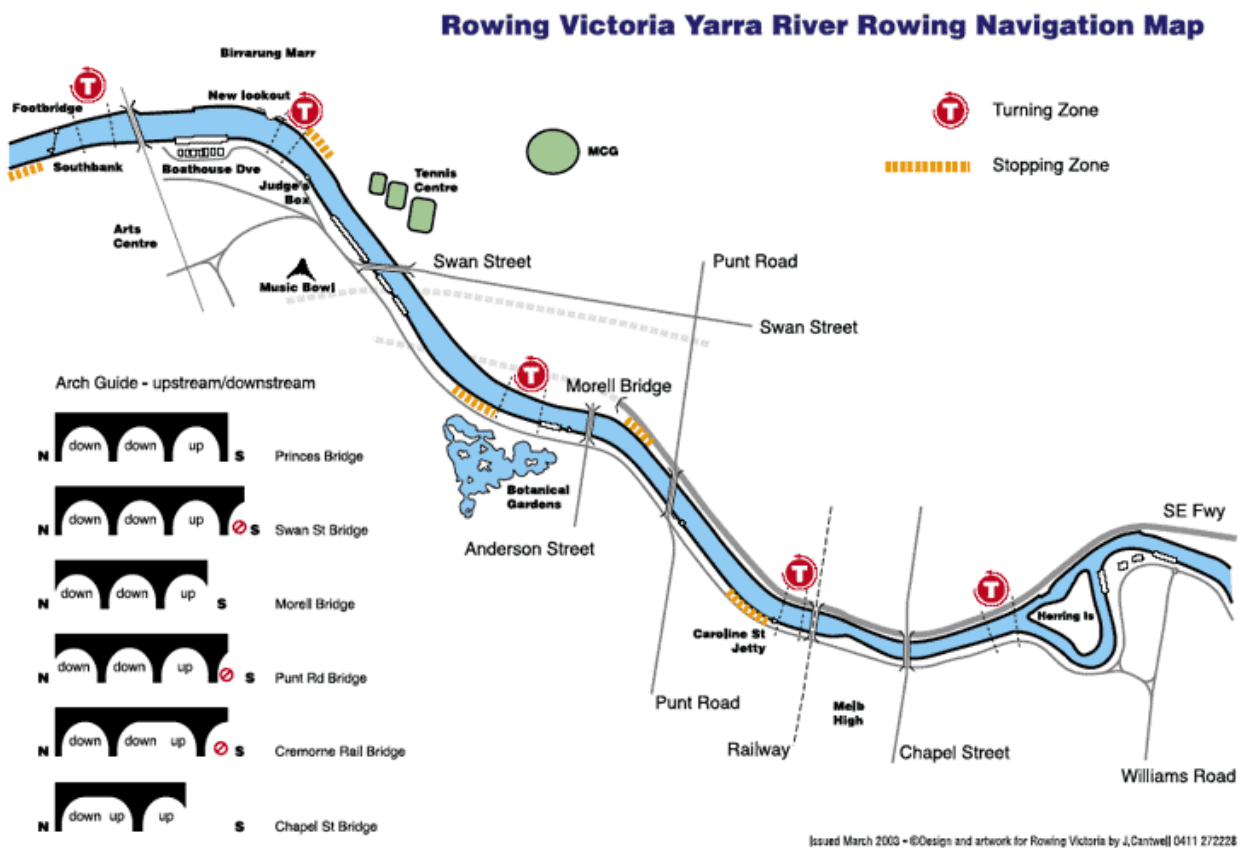 Rowing Victoria Yarra River Rowing Navigation Map
Birrarung Marr
T
Footbridge
New lookout
T
T
Turning Zone
Southbank
Boathouse Dve
MCG
Stopping Zone
Judge's
Box
Tennis
Centre
Arts
Centre
Swan Street
Punt Road
Music Bowl
Swan Street
T
Morell Bridge
Arch Guide - upstream/downstream
N down down up S Princes Bridge
Botanical
Gardens
N down down up S Swan St Bridge
SE Fwy
Anderson Street
T
T
N down down up S Morell Bridge
Herring Is
Caroline St
Jetty
N down down up S Punt Rd Bridge
Punt Road
Melb
High
N down down up S Cremorne Rail Bridge
Railway
Chapel Street
Williams Road
N down up up S Chapel St Bridge
Issued March 2003 - ©Design and artwork for Rowing Victoria by J.Cantwell 0411 272228